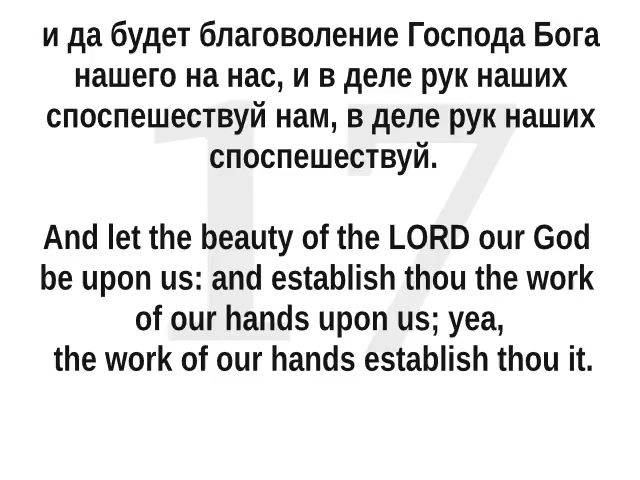 и да будет благоволение Господа Бога
нашего на нас, и в деле рук наших
споспешествуй нам, в деле рук наших
споспешествуй.
And let the beauty of the LORD our God
be upon us: and establish thou the work
of our hands upon us; yea,
the work of our hands establish thou it.
17